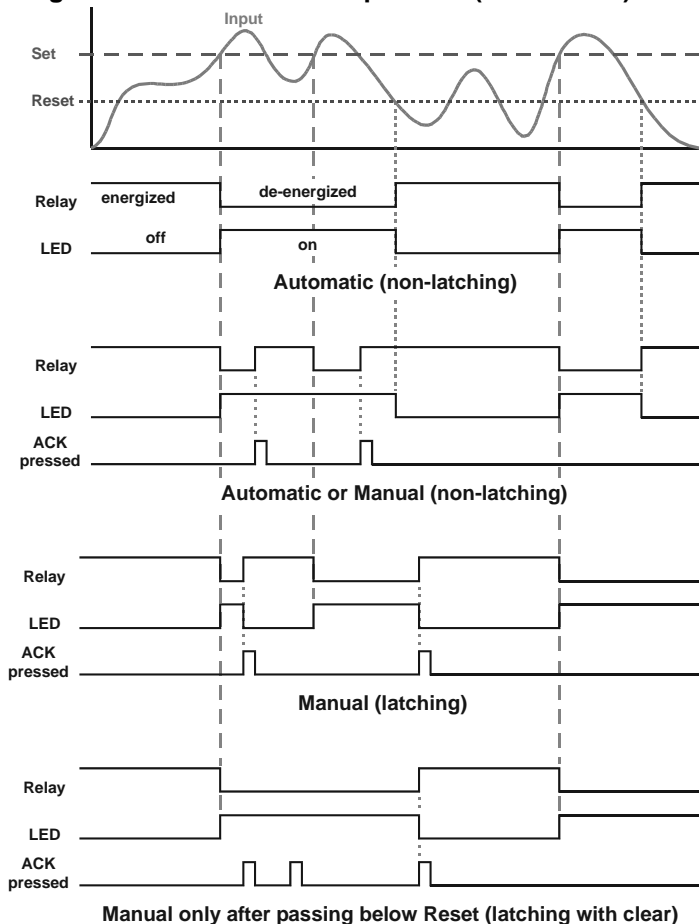 Input
Set
Reset
Relay
energized
de-energized
LED
off
on
Automatic (non-latching)
Relay
LED
ACK
pressed
Automatic or Manual (non-latching)
Relay
LED
ACK
pressed
Manual (latching)
Relay
LED
ACK
pressed
Manual only after passing below Reset (latching with clear)